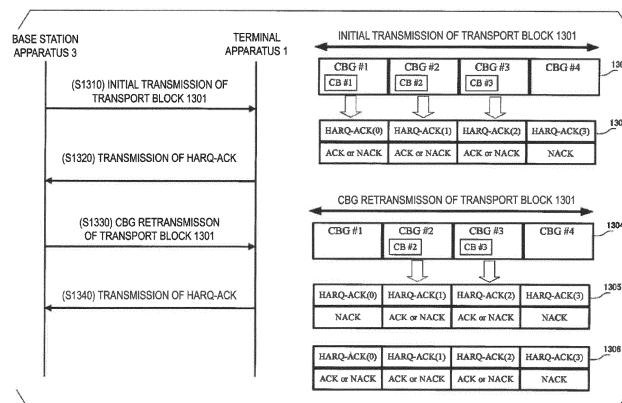 BASE STATION
APPARATUS 3
TERMINAL
APPARATUS 1
(S1310) INITIAL TRANSMISSION OF
TRANSPORT BLOCK 1301
(S1320) TRANSMISSION OF HARQ-ACK
(S1330) CBG RETRANSMISSON
OF TRANSPORT BLOCK 1301
(S1340) TRANSMISSION OF HARQ-ACK
INITIAL TRANSMISSION OF TRANSPORT BLOCK 1301
CBG #1 CBG #2 CBG #3 CBG #4
CB #1 CB #2 CB #3
HARQ-ACK(0) HARQ-ACK(1) HARQ-ACK(2) HARQ-ACK(3)
ACK or NACK ACK or NACK ACK or NACK NACK
CBG RETRANSMISSON OF TRANSPORT BLOCK 1301
CBG #1 CBG #2 CBG #3 CBG #4 1304
CB #2 CB #3
HARQ-ACK(0) HARQ-ACK(1) HARQ-ACK(2) HARQ-ACK(3) 1305
NACK ACK or NACK ACK or NACK NACK
1306
HARQ-ACK(0) HARQ-ACK(1) HARQ-ACK(2) HARQ-ACK(3)
ACK or NACK ACK or NACK ACK or NACK NACK